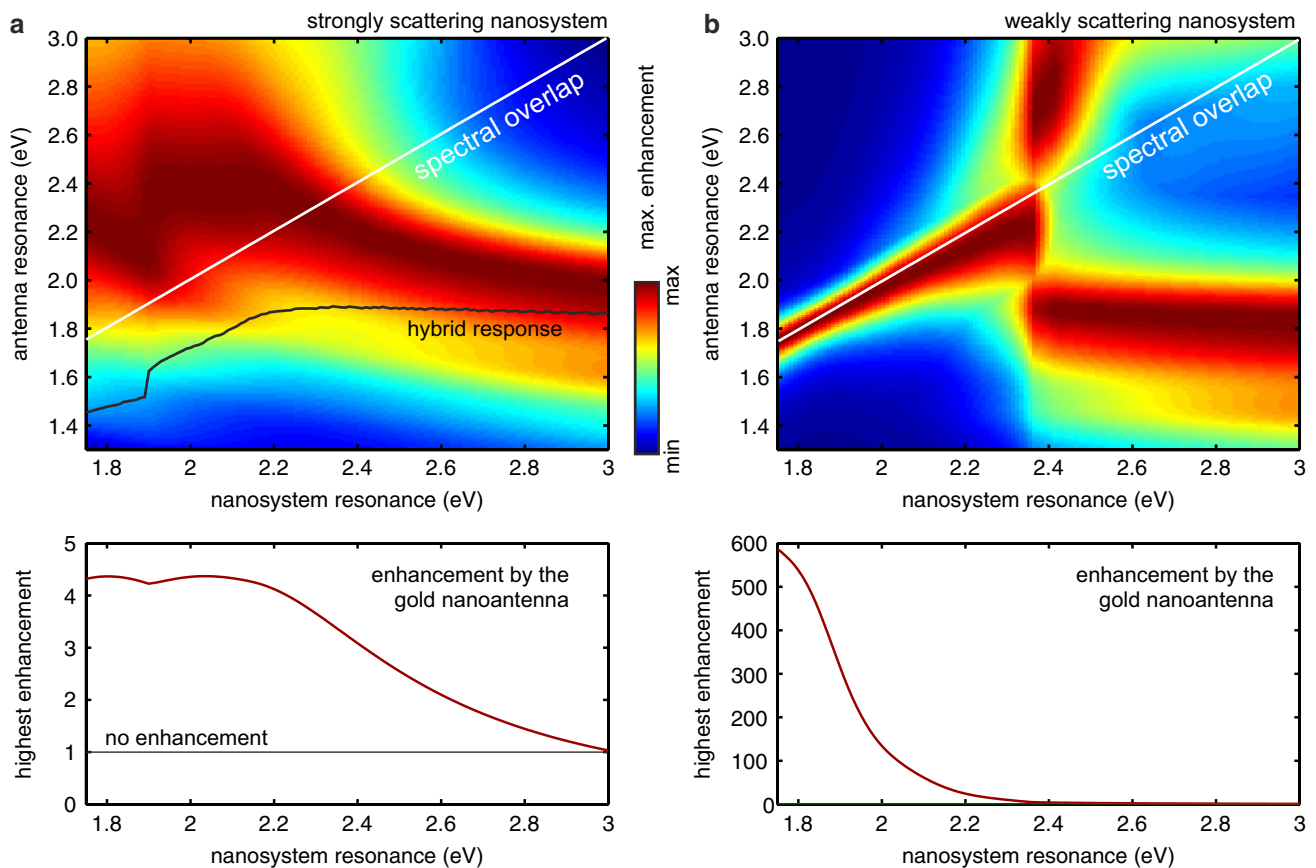 a
strongly scattering nanosystem
3.0
2.8
2.6
2.4
2.2
2.0
1.8
1.6
1.4
antenna resonance (eV)
spectral overlap
hybrid response
1.8
2
2.2
2.4
2.6
2.8
3
nanosystem resonance (eV)
max. enhancement
max
min
b
weakly scattering nanosystem
3.0
2.8
2.6
2.4
2.2
2.0
1.8
1.6
1.4
antenna resonance (eV)
spectral overlap
1.8
2
2.2
2.4
2.6
2.8
3
nanosystem resonance (eV)
5
4
3
2
1
0
highest enhancement
enhancement by the
gold nanoantenna
no enhancement
1.8
2
2.2
2.4
2.6
2.8
3
nanosystem resonance (eV)
600
500
400
300
200
100
0
highest enhancement
enhancement by the
gold nanoantenna
1.8
2
2.2
2.4
2.6
2.8
3
nanosystem resonance (eV)